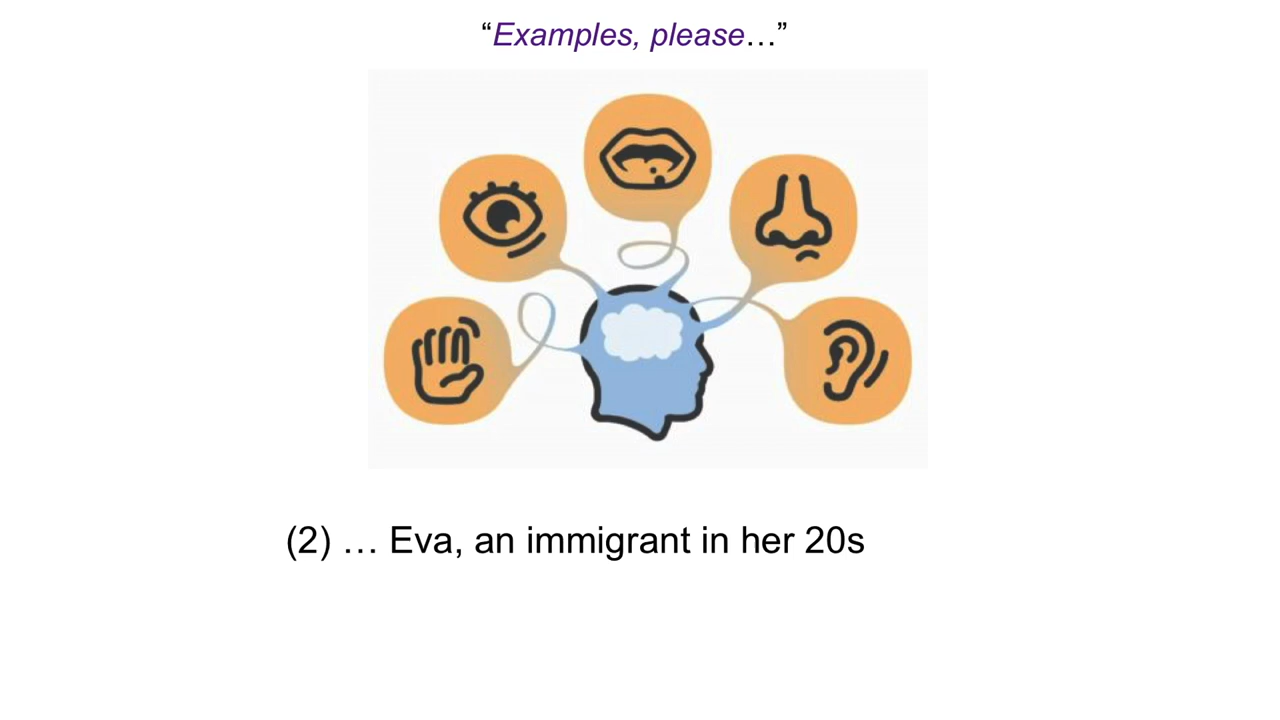 “Examples, please…”
(2) … Eva, an immigrant in her 20s